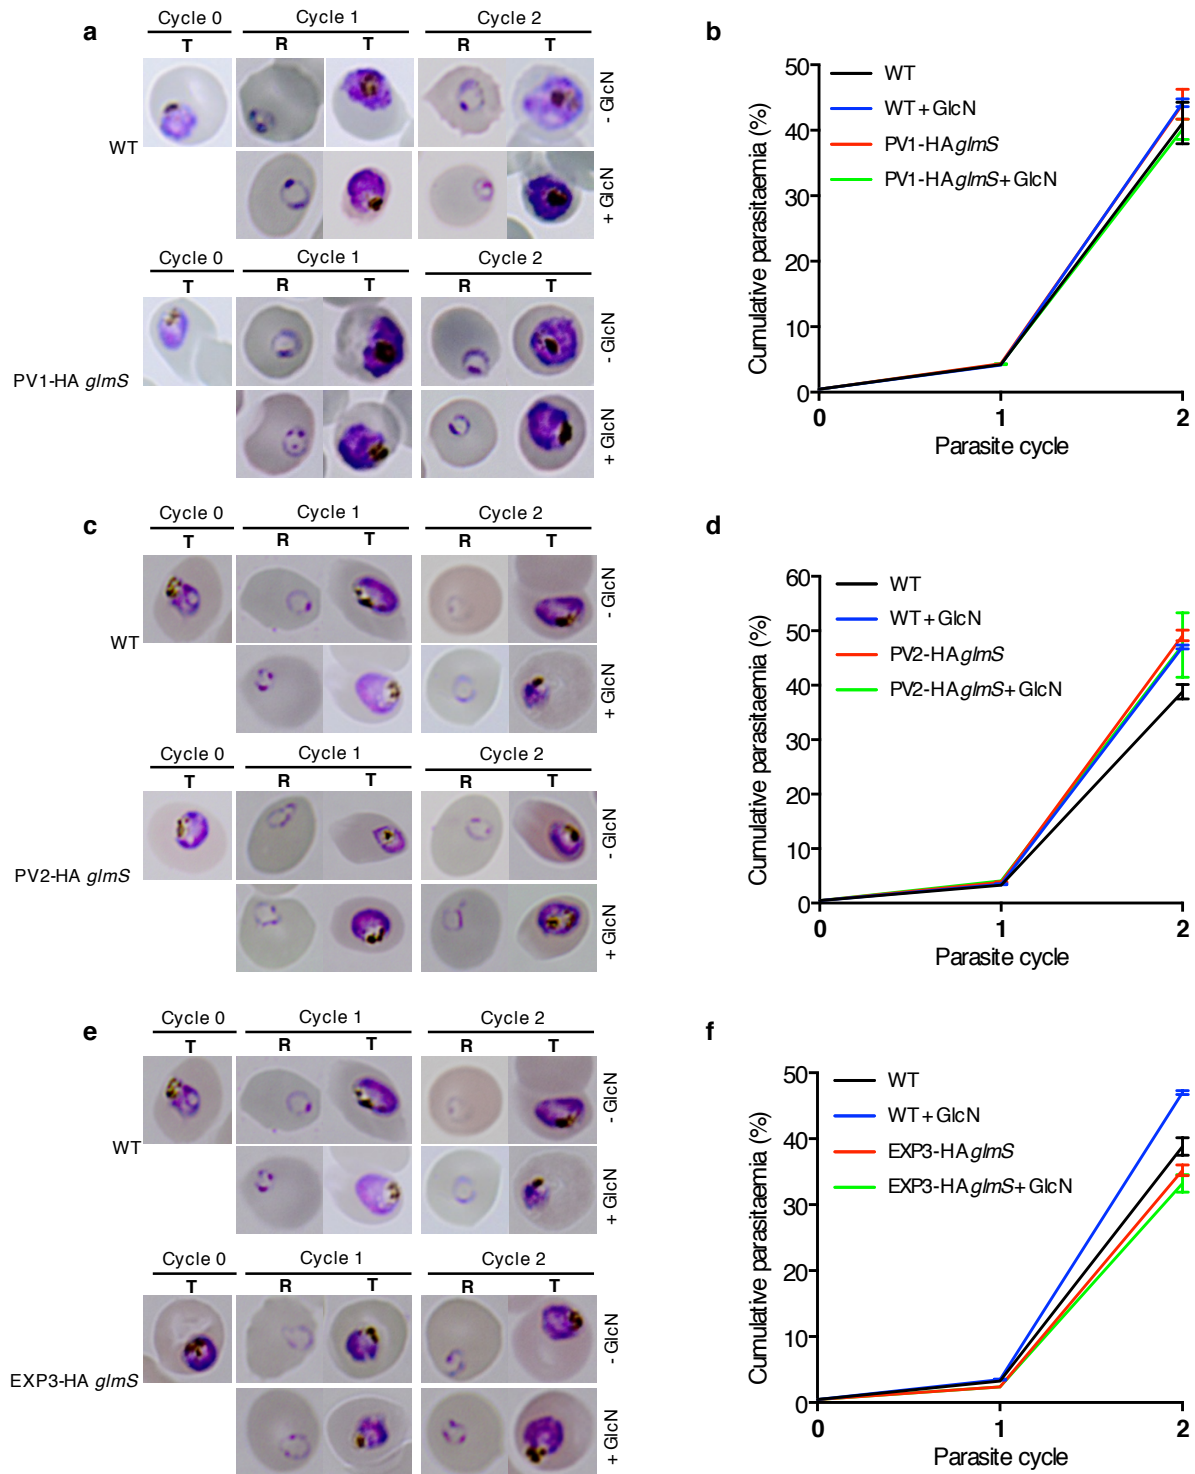 a
Cycle 0 Cycle 1 Cycle 2
T R T R T
WT
- GlcN
+ GlcN
Cycle 0 Cycle 1 Cycle 2
T R T R T
PV1-HA glmS
- GlcN
+ GlcN
b
WT
WT + GlcN
PV1-HAglmS
PV1-HAglmS + GlcN
Cumulative parasitaemia (%)
50
40
30
20
10
0
0 1 2
Parasite cycle
c
Cycle 0 Cycle 1 Cycle 2
T R T R T
WT
- GlcN
+ GlcN
Cycle 0 Cycle 1 Cycle 2
T R T R T
PV2-HA glmS
- GlcN
+ GlcN
d
WT
WT + GlcN
PV2-HAglmS
PV2-HAglmS + GlcN
Cumulative parasitaemia (%)
60
50
40
30
20
10
0
0 1 2
Parasite cycle
e
Cycle 0 Cycle 1 Cycle 2
T R T R T
WT
- GlcN
+ GlcN
Cycle 0 Cycle 1 Cycle 2
T R T R T
EXP3-HA glmS
- GlcN
+ GlcN
f
WT
WT + GlcN
EXP3-HAglmS
EXP3-HAglmS + GlcN
Cumulative parasitaemia (%)
50
40
30
20
10
0
0 1 2
Parasite cycle